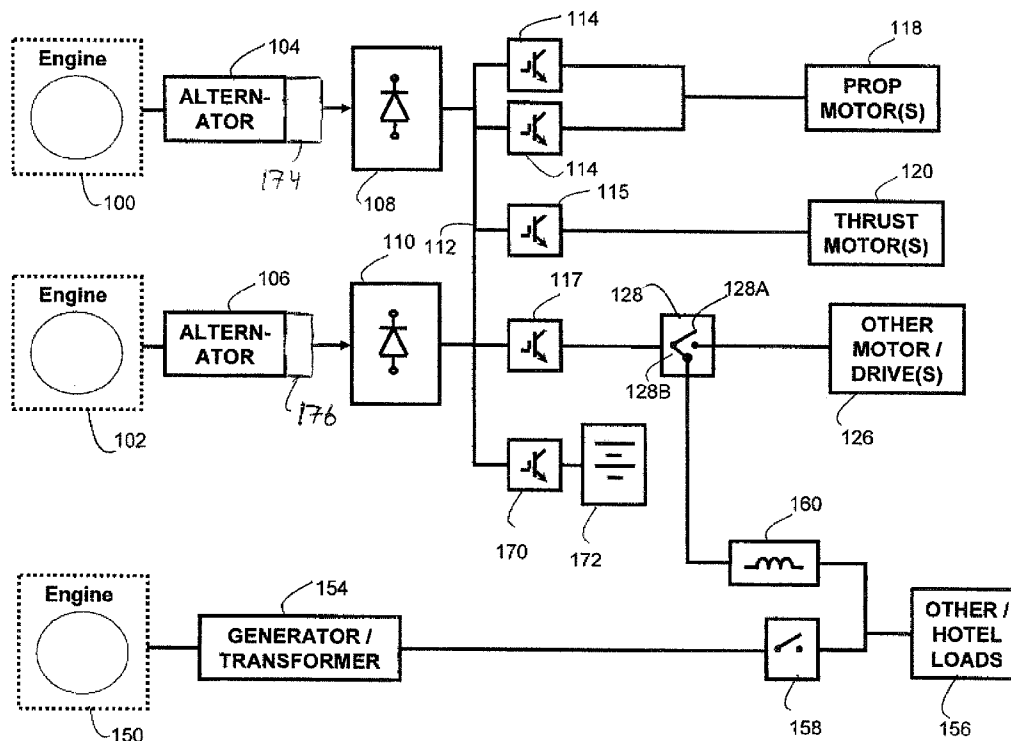 Engine
100
104
ALTERN-
ATOR
174
108
114
114
118
PROP
MOTOR(S)
115
112
120
THRUST
MOTOR(S)
Engine
102
106
ALTERN-
ATOR
176
110
117
128
128A
128B
OTHER
MOTOR /
DRIVE(S)
126
170
172
160
Engine
150
154
GENERATOR /
TRANSFORMER
158
OTHER /
HOTEL
LOADS
156